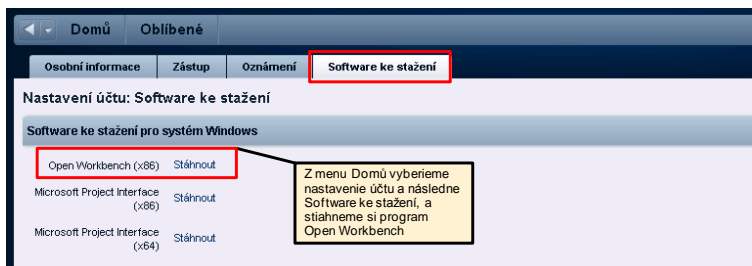 Domů Oblíbené
Osobní informace Zástup Oznámení Software ke stažení
Nastavení účtu: Software ke stažení
Software ke stažení pro systém Windows
Open Workbench (x86) Stáhnout
Z menu Domů vyberieme
nastavenie účtu a následne
Software ke stažení, a
stiahneme si program
Open Workbench
Microsoft Project Interface
(x86) Stáhnout
Microsoft Project Interface
(x64) Stáhnout